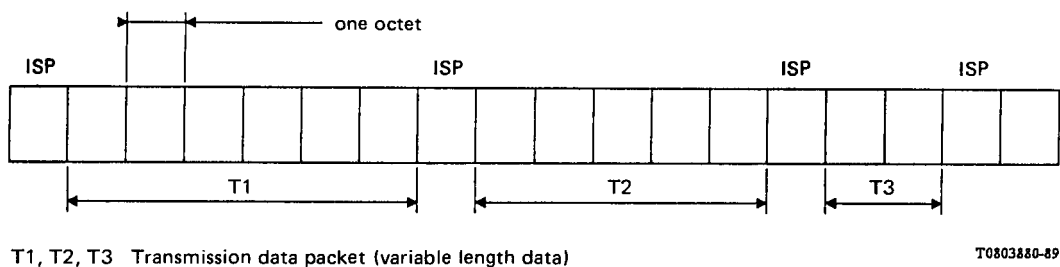 one octet
ISP ISP ISP ISP
T1 T2 T3
T1, T2, T3 Transmission data packet (variable length data)
T0803880-89